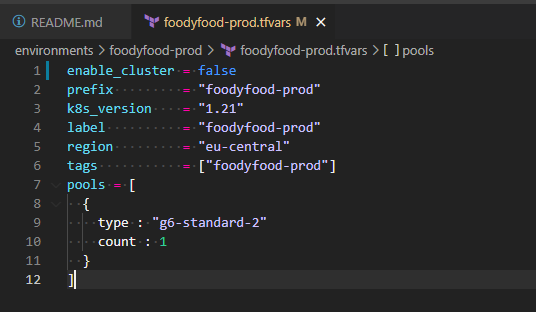 README.md
foodyfood-prod.tfvars M
environments > foodyfood-prod > foodyfood-prod.tfvars > [ ] pools
1 enable_cluster = false
2 prefix         = "foodyfood-prod"
3 k8s_version    = "1.21"
4 label          = "foodyfood-prod"
5 region         = "eu-central"
6 tags           = ["foodyfood-prod"]
7 pools = [
8   {
9     type : "g6-standard-2"
10     count : 1
11   }
12 ]